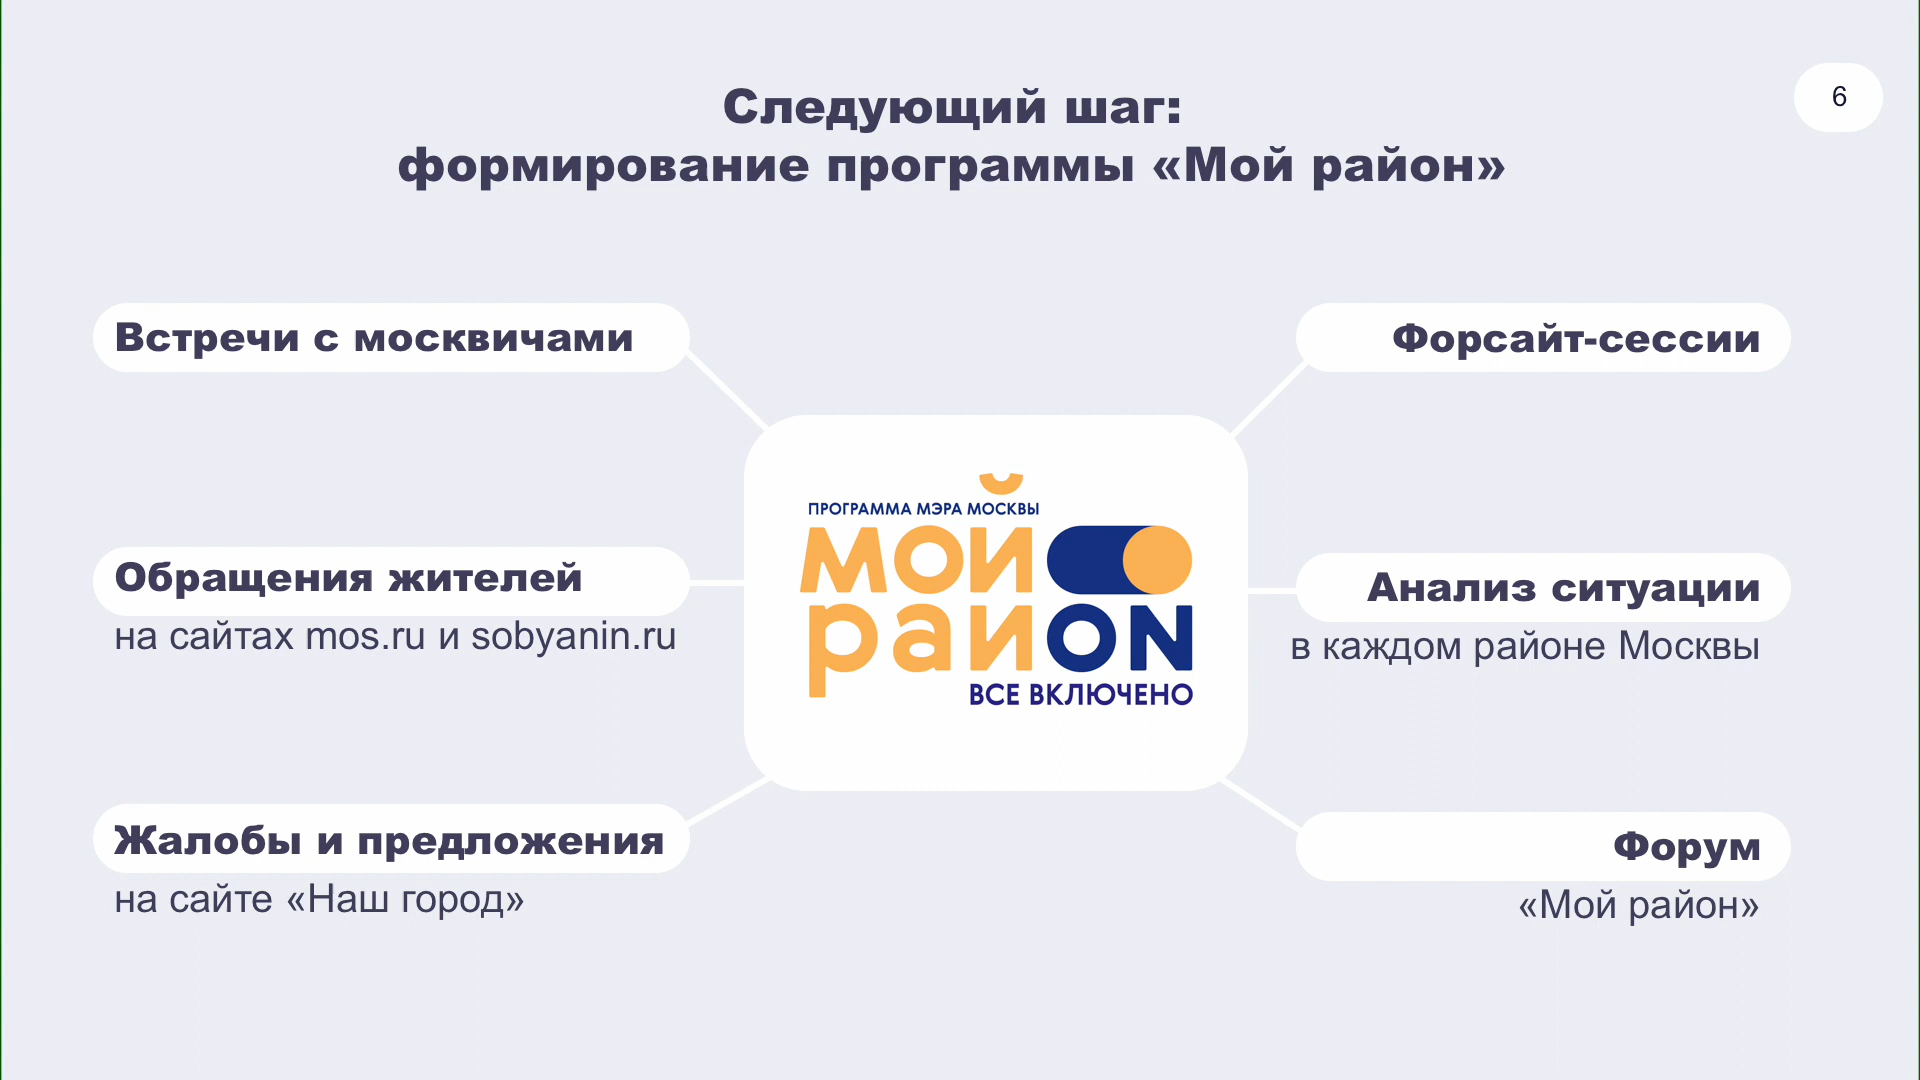 Следующий шаг:
формирование программы «Мой район»
6
Встречи с москвичами
Обращения жителей
на сайтах mos.ru и sobyanin.ru
Жалобы и предложения
на сайте «Наш город»
ПРОГРАММА МЭРА МОСКВЫ
мой
райON
ВСЕ ВКЛЮЧЕНО
Форсайт-сессии
Анализ ситуации
в каждом районе Москвы
Форум
«Мой район»